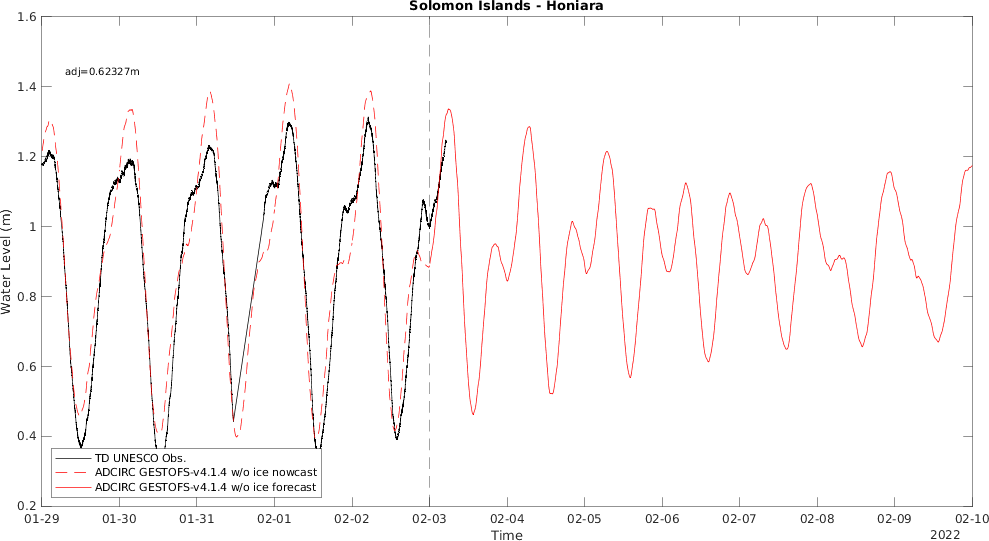 Solomon Islands - Honiara
1.6
1.4
1.2
1
0.8
0.6
0.4
0.2
Water Level (m)
adj=0.62327m
TD UNESCO Obs.
ADCIRC GESTOFS-v4.1.4 w/o ice nowcast
ADCIRC GESTOFS-v4.1.4 w/o ice forecast
01-29 01-30 01-31 02-01 02-02 02-03 02-04 02-05 02-06 02-07 02-08 02-09 02-10
Time
2022